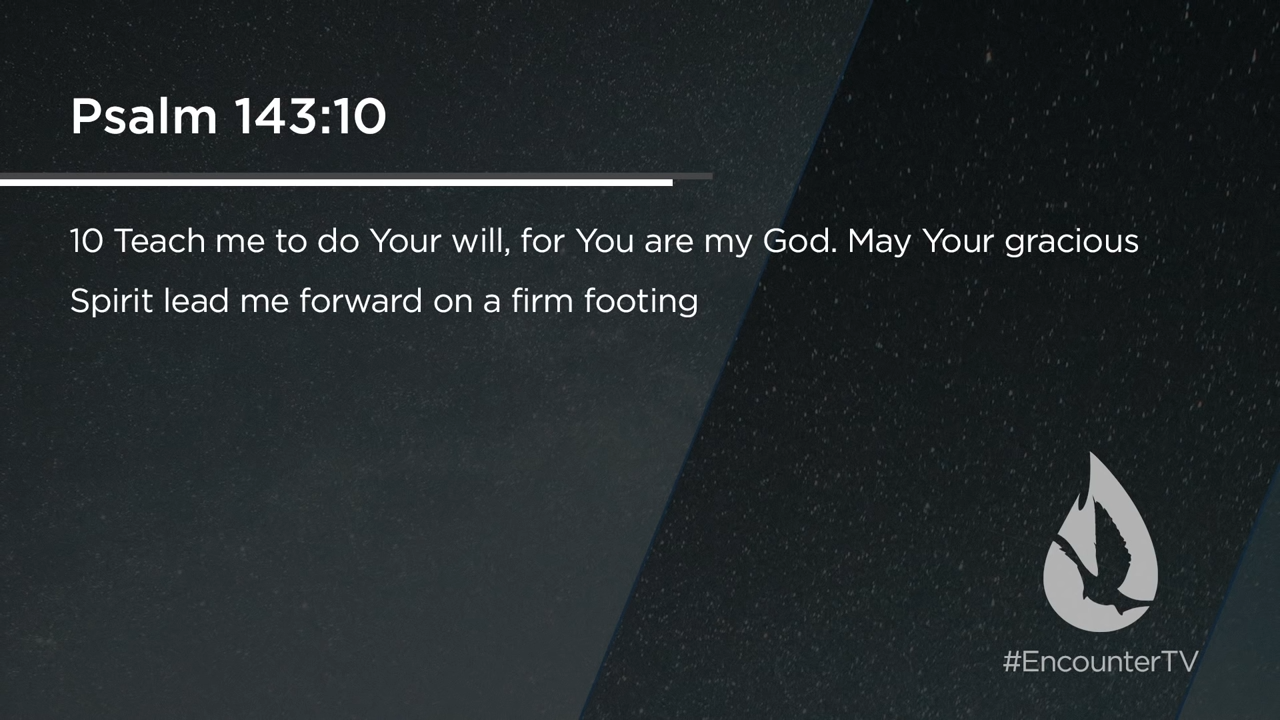 Psalm 143:10
10 Teach me to do Your will, for You are my God. May Your gracious
Spirit lead me forward on a firm footing
#EncounterTV